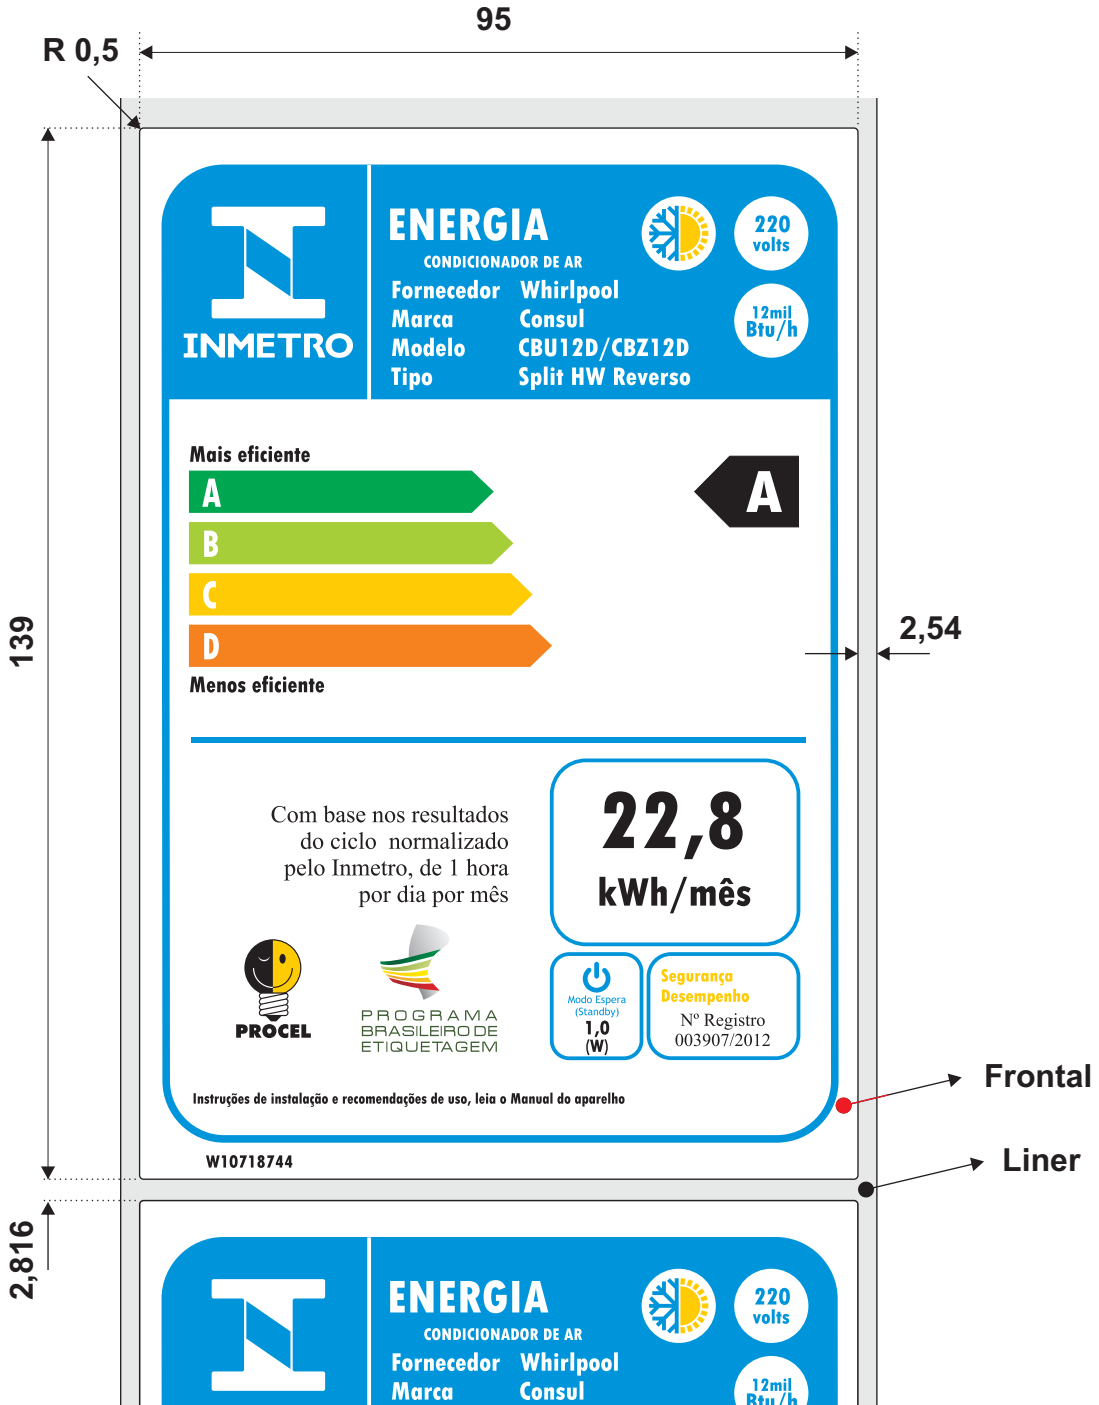 95
R 0,5
ENERGIA
CONDICIONADOR DE AR
220
volts
Fornecedor Whirlpool
Marca Consul
Modelo CBU12D/CBZ12D
Tipo Split HW Reverso
12mil
Btu/h
INMETRO
Mais eficiente
A
A
B
C
D
Menos eficiente
139
2,54
Com base nos resultados
do ciclo normalizado
pelo Inmetro, de 1 hora
por dia por mês
22,8
kWh/mês
PROCEL
PROGRAMA
BRASILEIRO DE
ETIQUETAGEM
Modo Espera
(Standby)
1,0
(W)
Segurança
Desempenho
Nº Registro
003907/2012
Instruções de instalação e recomendações de uso, leia o Manual do aparelho
Frontal
W10718744
Liner
2,816
ENERGIA
CONDICIONADOR DE AR
220
volts
Fornecedor Whirlpool
Marca Consul
12mil
Btu/h